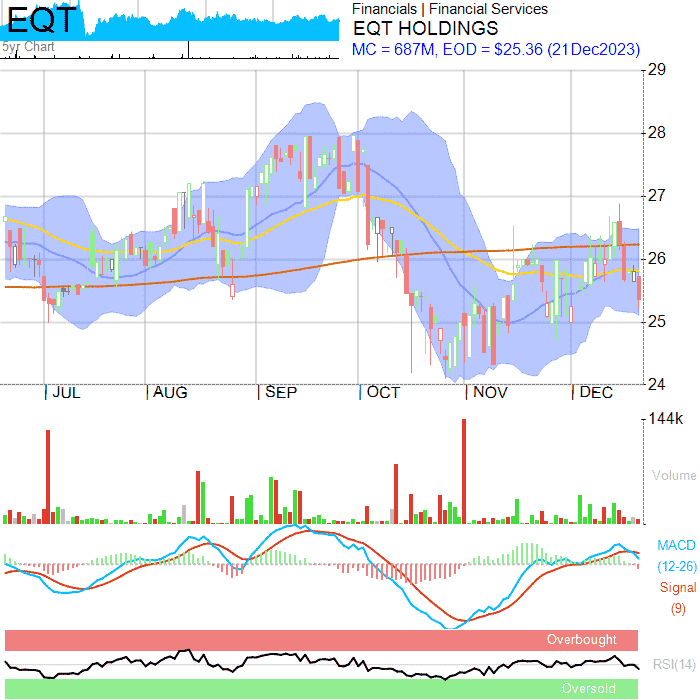 EQT
5yr Chart
Financials | Financial Services
EQT HOLDINGS
MC = 687M, EOD = $25.36 (21Dec2023)
29
28
27
26
25
24
JUL AUG SEP OCT NOV DEC
144k
Volume
MACD
(12-26)
Signal
(9)
Overbought
RSI(14)
Oversold